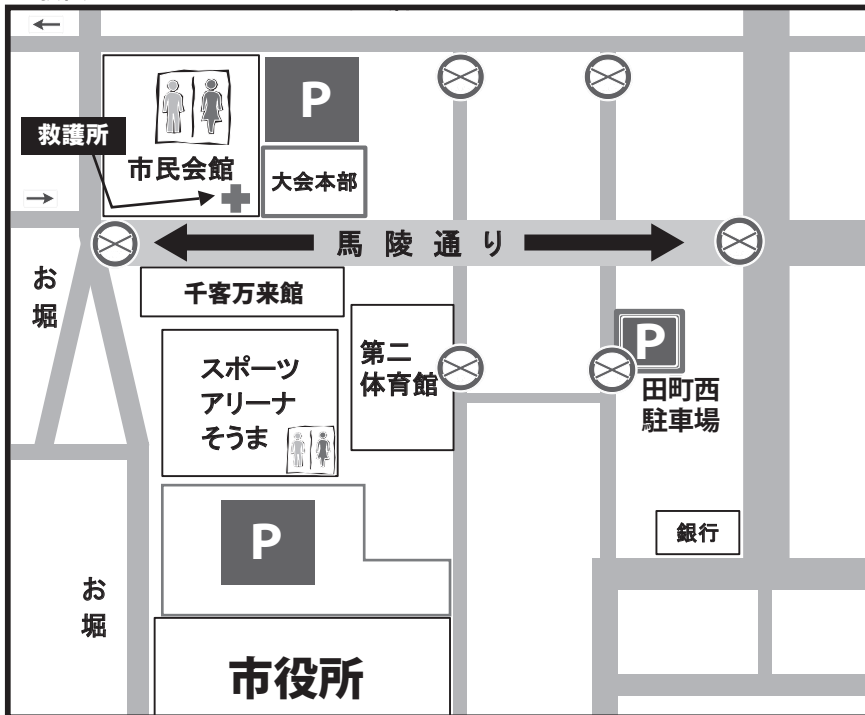 救護所
市民会館
P
大会本部
馬陵通り
お堀
千客万来館
スポーツ
アリーナ
そうま
第二
体育館
P
田町西
駐車場
P
銀行
お堀
市役所